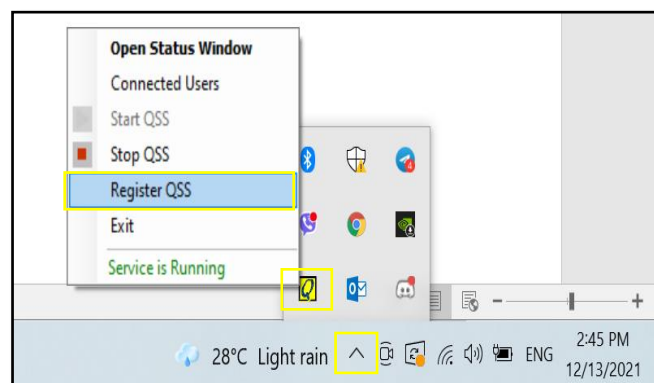 Open Status Window
Connected Users
Start QSS
Stop QSS
Register QSS
Exit
Service is Running
Q
4
28°C Light rain
ENG
2:45 PM
12/13/2021